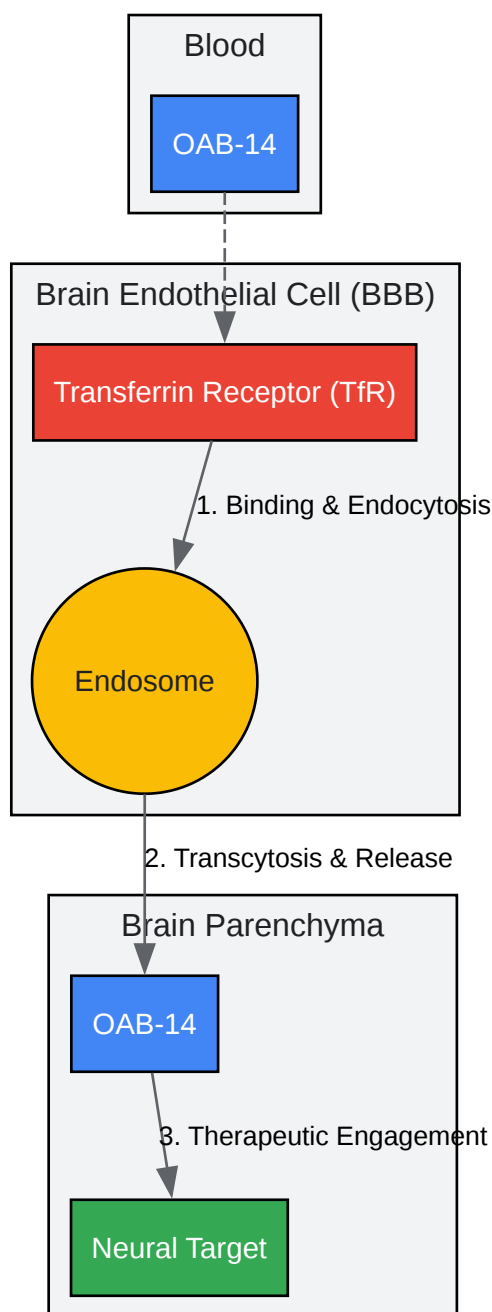 Blood
OAB-14
Brain Endothelial Cell (BBB)
Transferrin Receptor (TfR)
1. Binding & Endocytosis
Endosome
2. Transcytosis & Release
Brain Parenchyma
OAB-14
3. Therapeutic Engagement
Neural Target